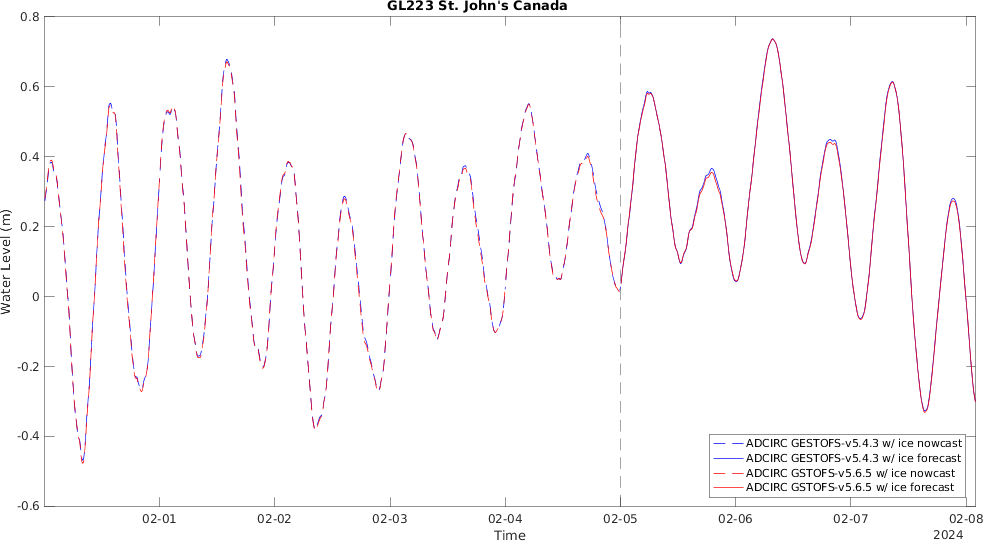 GL223 St. John's Canada
0.8
0.6
0.4
0.2
0
-0.2
-0.4
-0.6
Water Level (m)
ADCIRC GESTOFS-v5.4.3 w/ ice nowcast
ADCIRC GESTOFS-v5.4.3 w/ ice forecast
ADCIRC GSTOFS-v5.6.5 w/ ice nowcast
ADCIRC GSTOFS-v5.6.5 w/ ice forecast
02-01 02-02 02-03 02-04 02-05 02-06 02-07 02-08
Time
2024